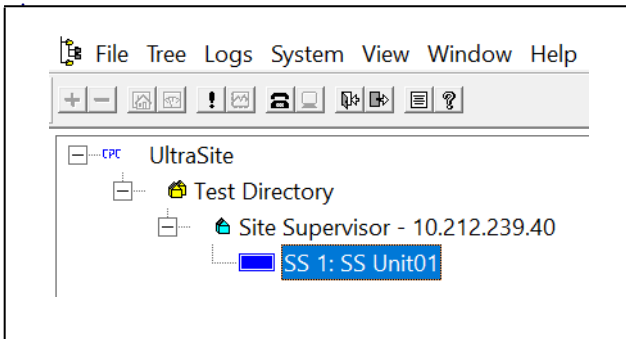 File Tree Logs System View Window Help
CPC UltraSite
Test Directory
Site Supervisor - 10.212.239.40
SS 1: SS Unit01